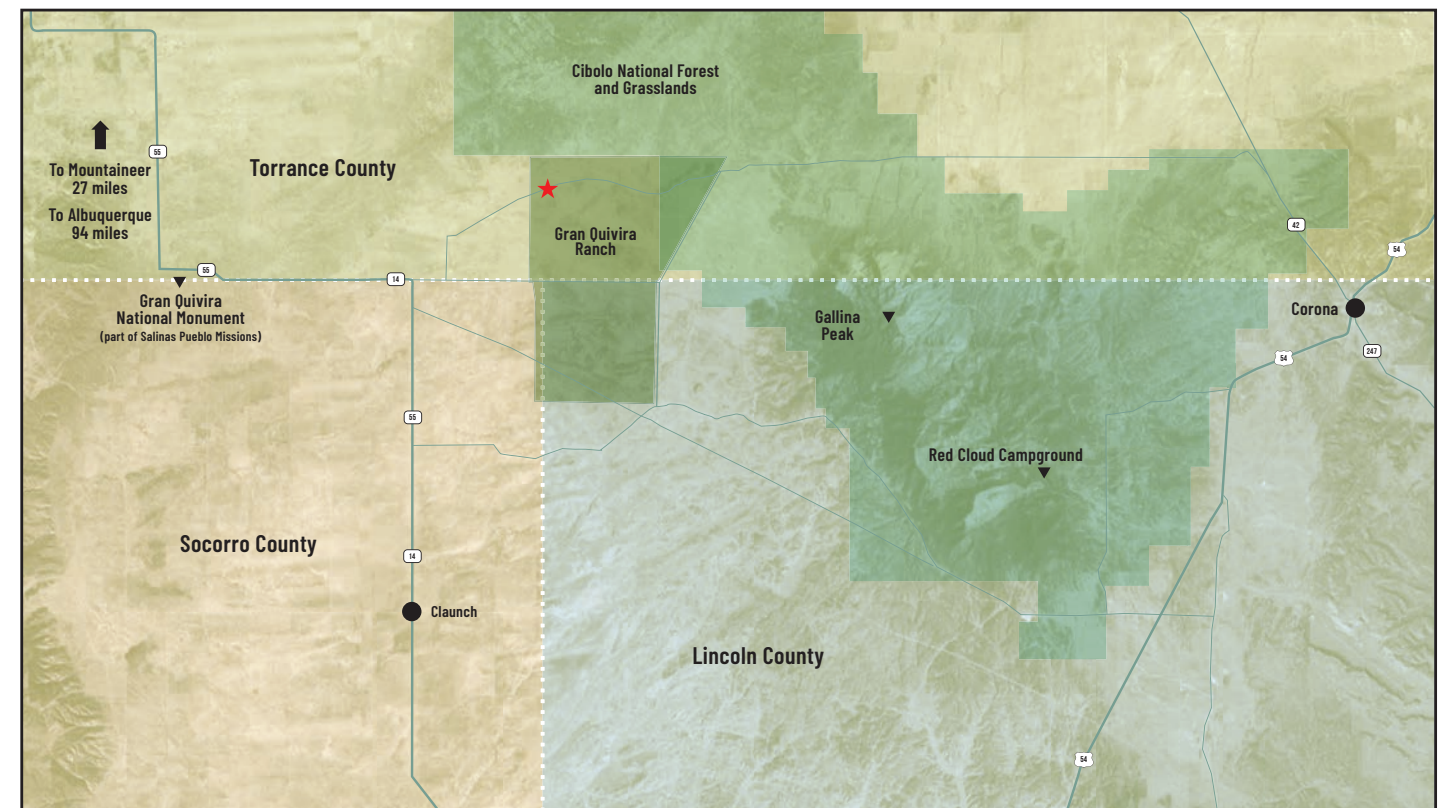 Cibolo National Forest
and Grasslands
55
To Mountaineer
27 miles
To Albuquerque
94 miles
Torrance County
Gran Quivira
Ranch
42
54
55
14
Gran Quivira
National Monument
(part of Salinas Pueblo Missions)
Gallina
Peak
Corona
54
247
55
Red Cloud Campground
Socorro County
14
Claunch
Lincoln County
54